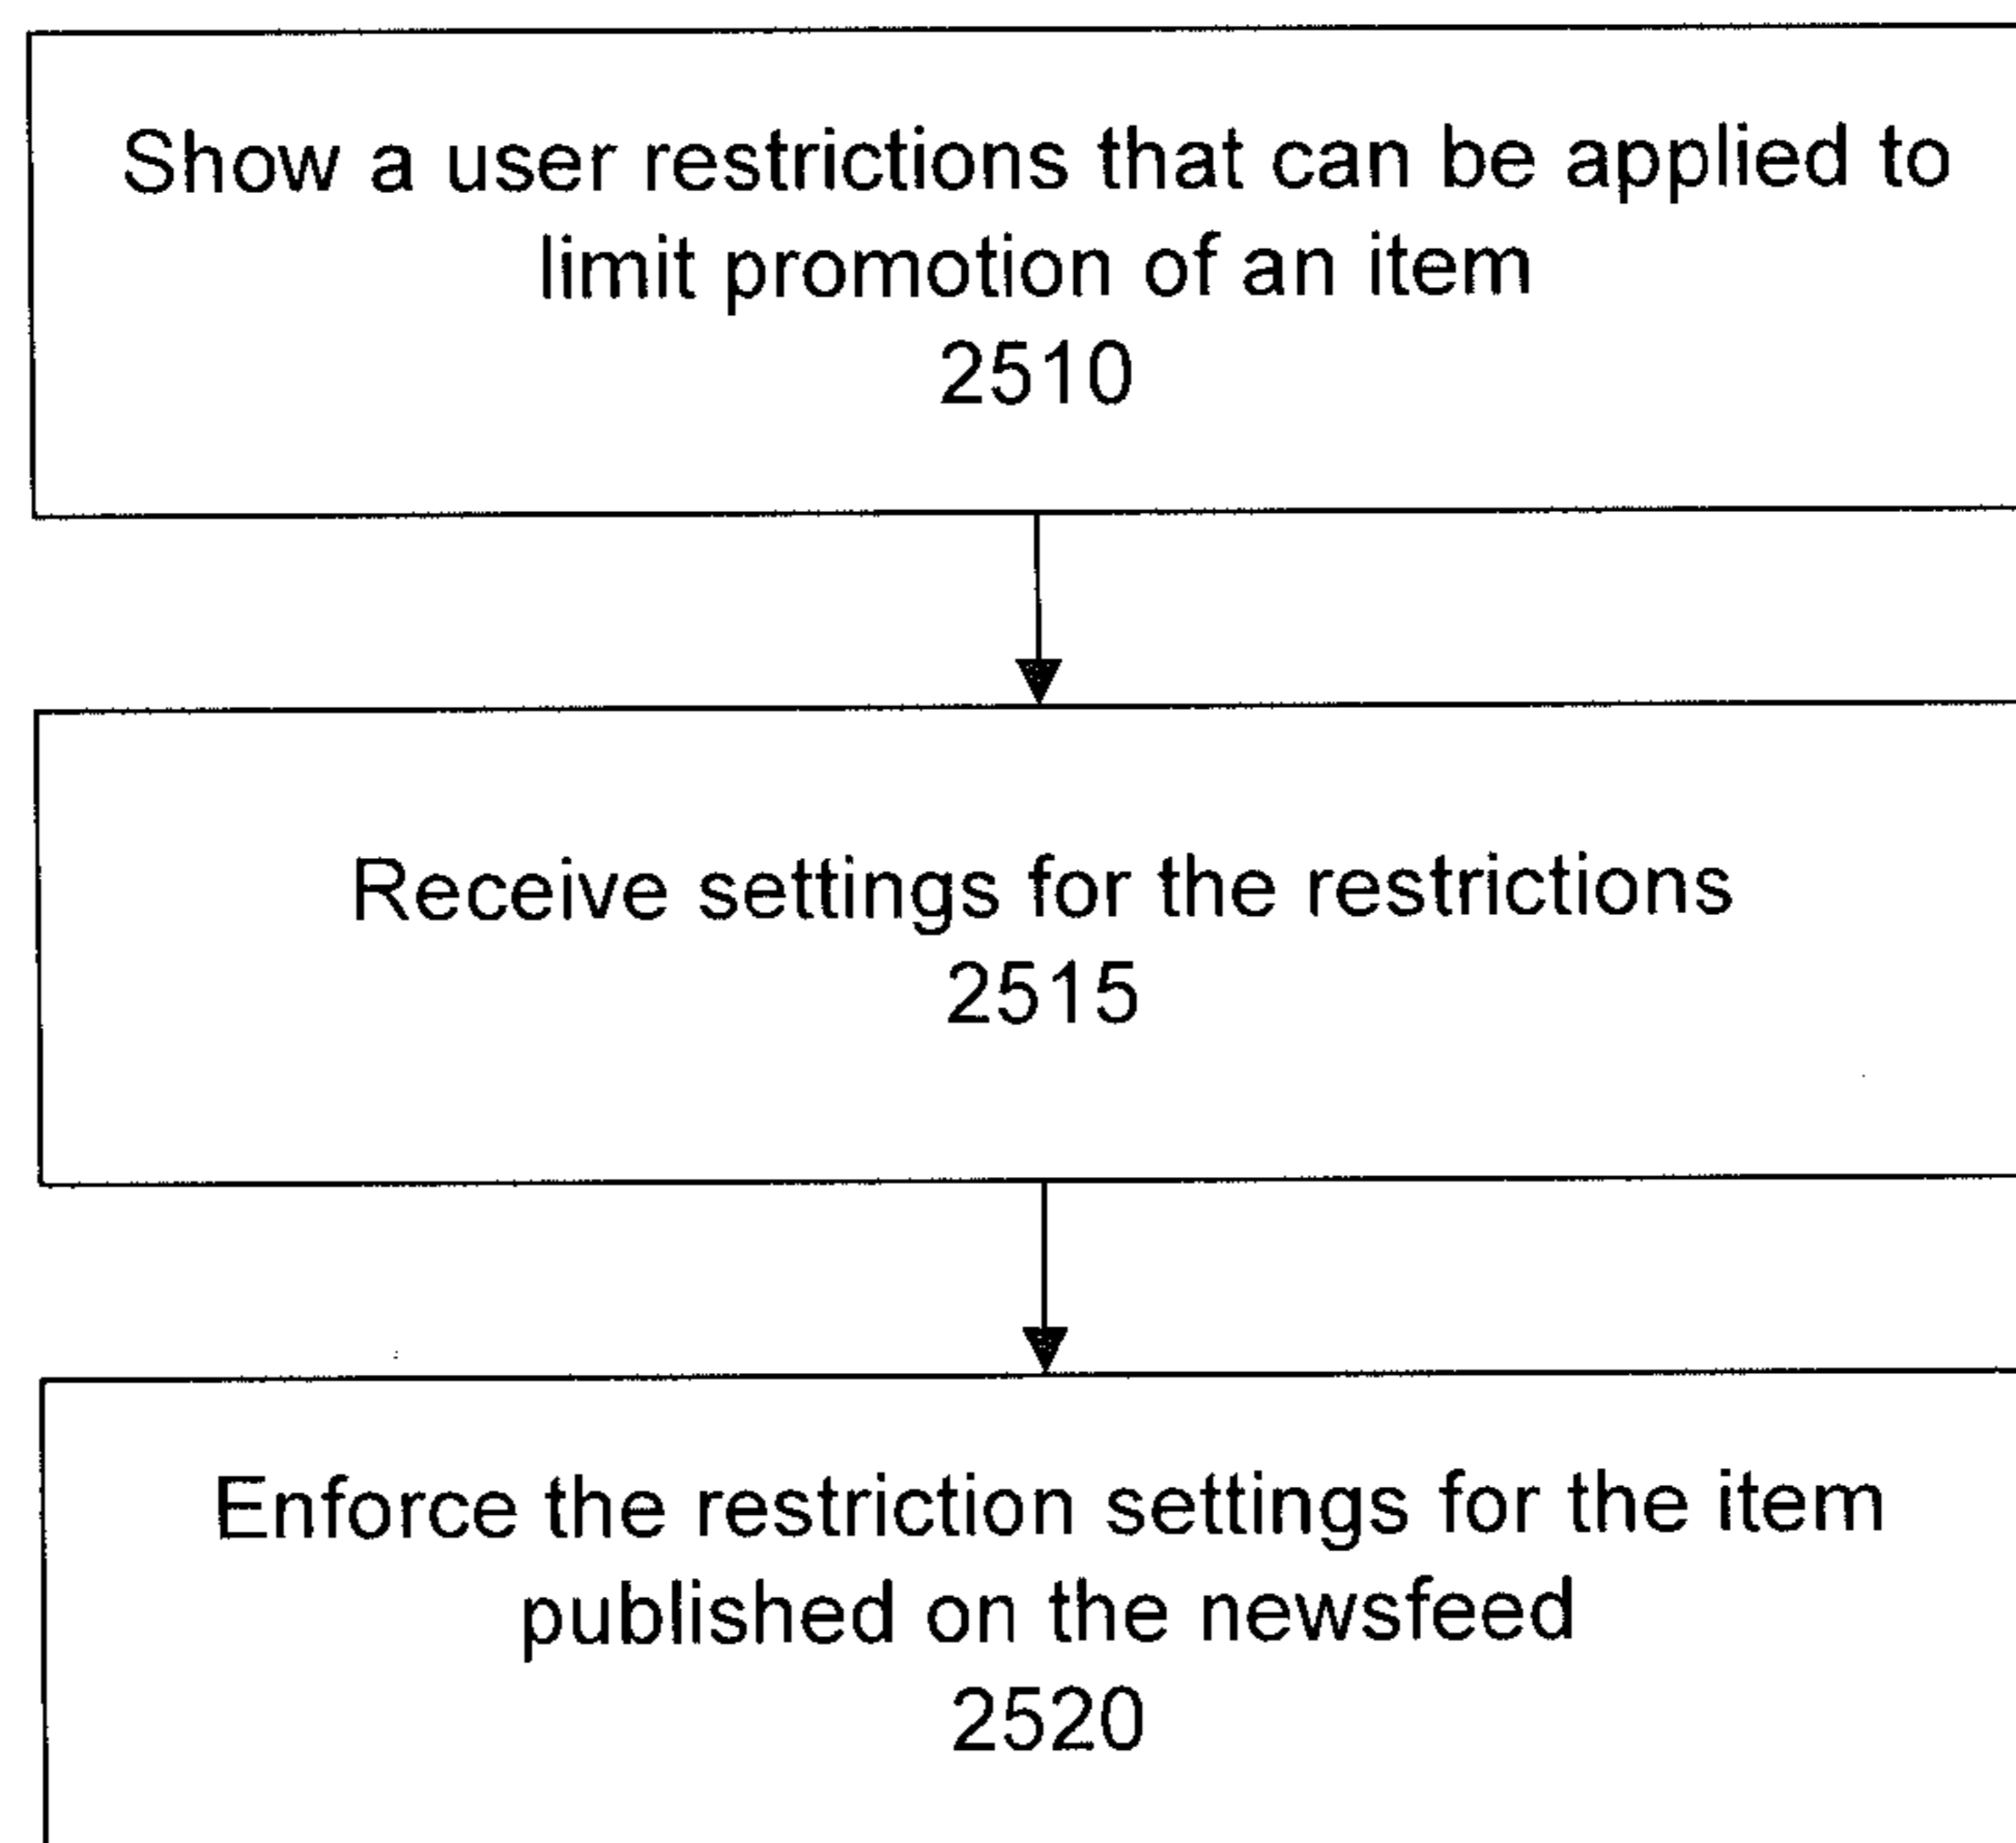 Show a user restrictions that can be applied to
limit promotion of an item
2510
Receive settings for the restrictions
2515
Enforce the restriction settings for the item
published on the newsfeed
2520